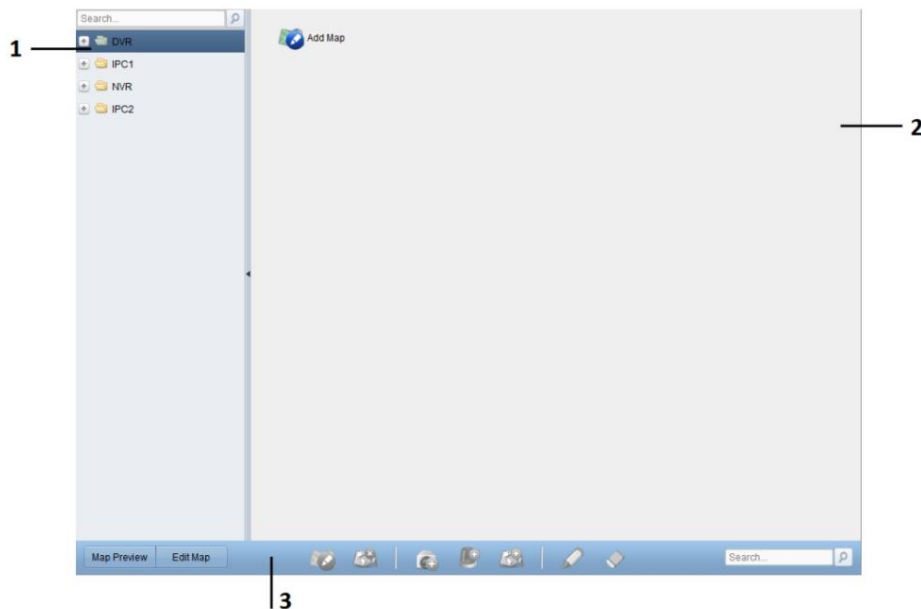 Search...
1
DVR
Add Map
IPC1
NVR
IPC2
2
Map Preview
Edit Map
Search...
3